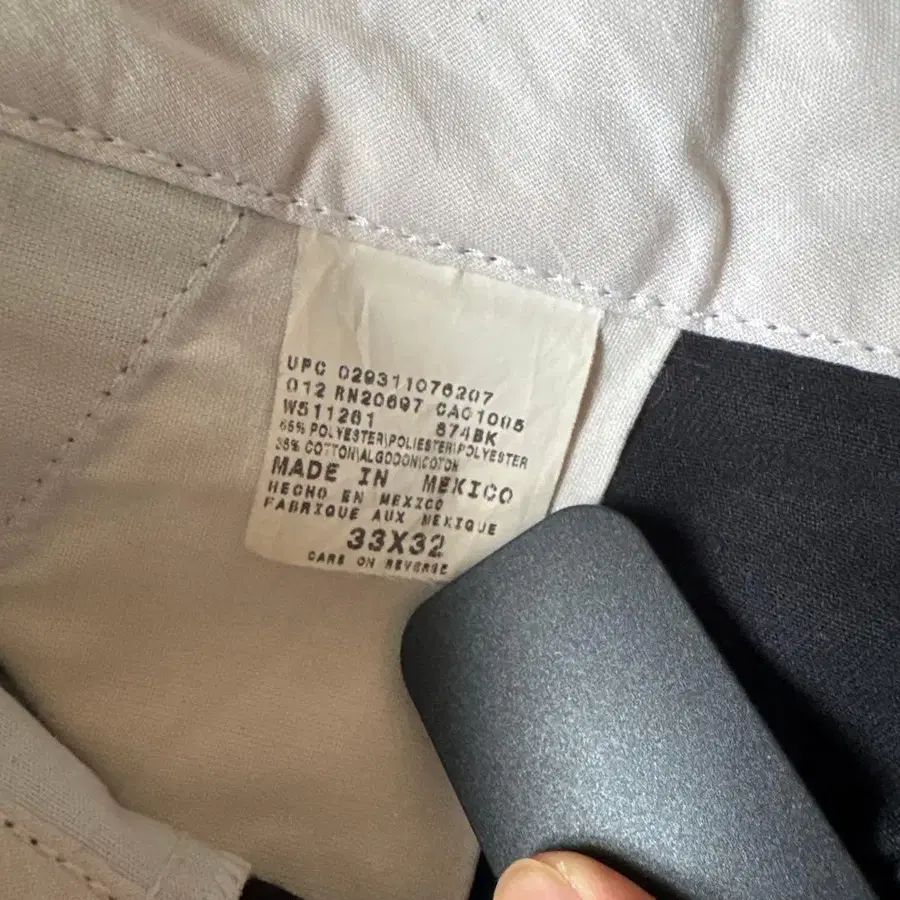 UPC 029311076207
012 RN20697 CA01005
W511261 874BK
65% POLYESTER\POLIESTER\POLYESTER
35% COTTON\ALGODON\COTON
MADE IN MEXICO
HECHO EN MEXICO
FABRIQUE AUX MEXIQUE
33X32
CARE ON REVERSE